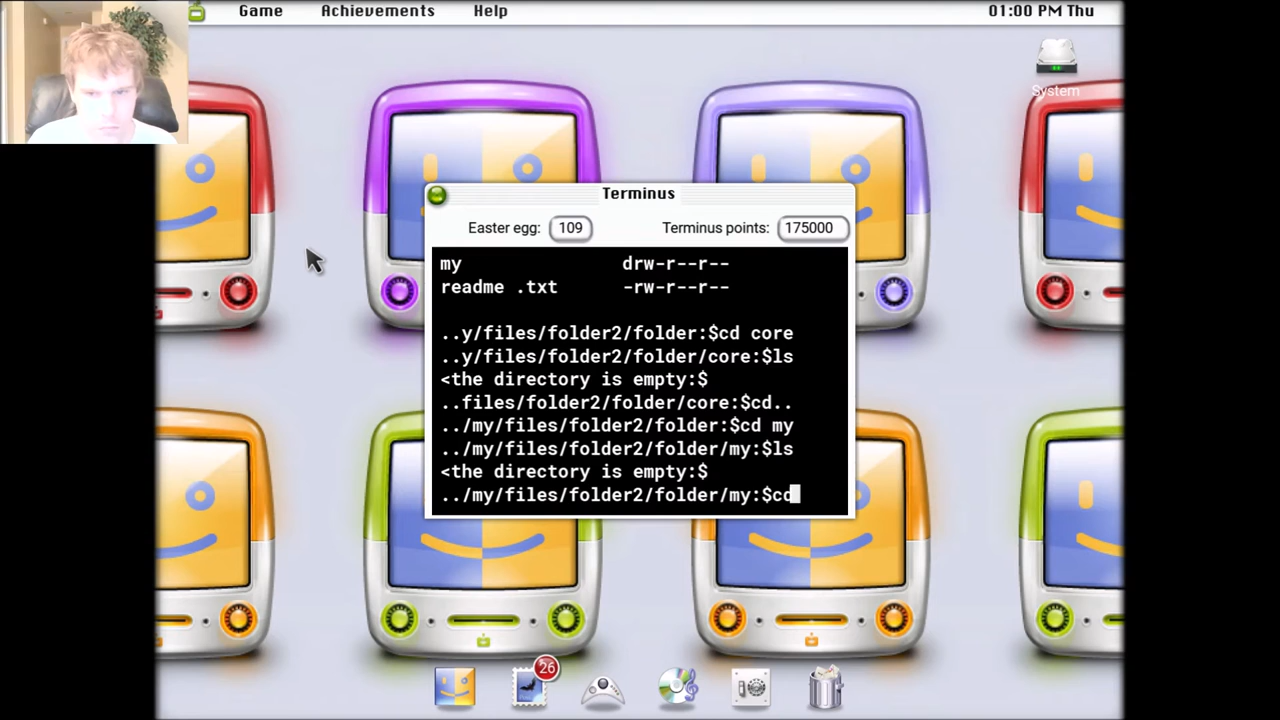 Game Achievements Help 01:00 PM Thu
System
Terminus
Easter egg: 109 Terminus points: 175000
my drw-r--r--
readme .txt -rw-r--r--
..y/files/folder2/folder:$cd core
..y/files/folder2/folder/core:$ls
<the directory is empty:$
..files/folder2/folder/core:$cd..
../my/files/folder2/folder:$cd my
../my/files/folder2/folder/my:$ls
<the directory is empty:$
../my/files/folder2/folder/my:$cd
26